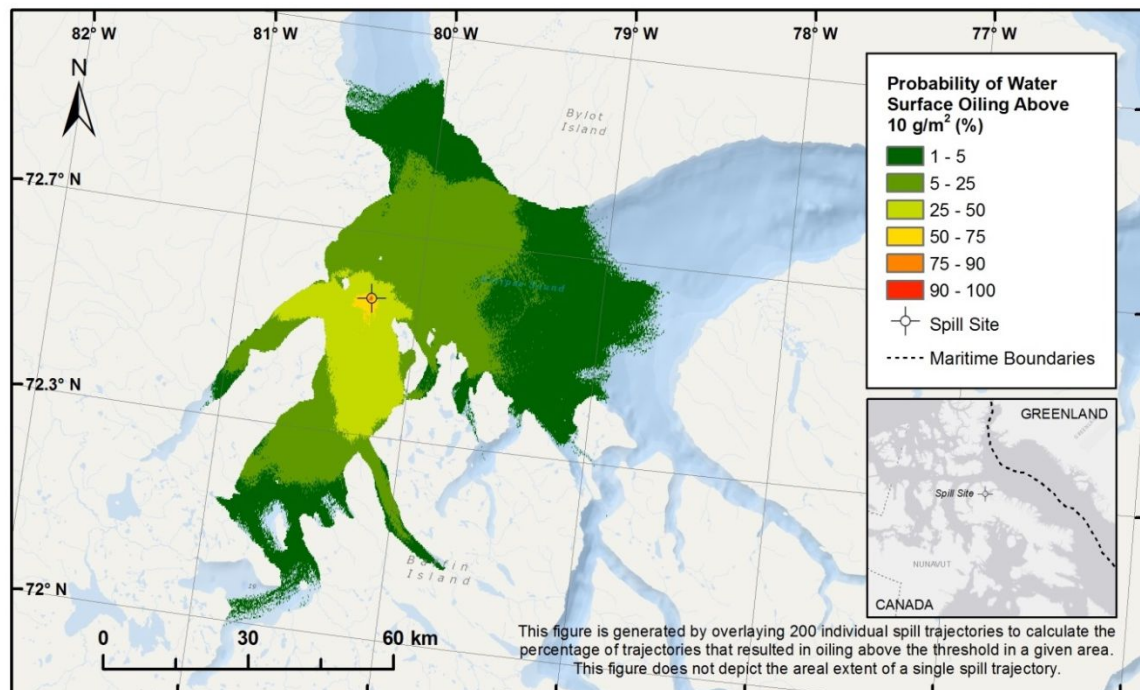 82° W
81° W
80° W
79° W
78° W
77° W
N
Bylot
Island
72.7° N
72.3° N
72° N
Baffin
Island
0 30 60 km
Probability of Water
Surface Oiling Above
10 g/m² (%)
1 - 5
5 - 25
25 - 50
50 - 75
75 - 90
90 - 100
Spill Site
Maritime Boundaries
GREENLAND
Spill Site
NUNAVUT
CANADA
This figure is generated by overlaying 200 individual spill trajectories to calculate the
percentage of trajectories that resulted in oiling above the threshold in a given area.
This figure does not depict the areal extent of a single spill trajectory.